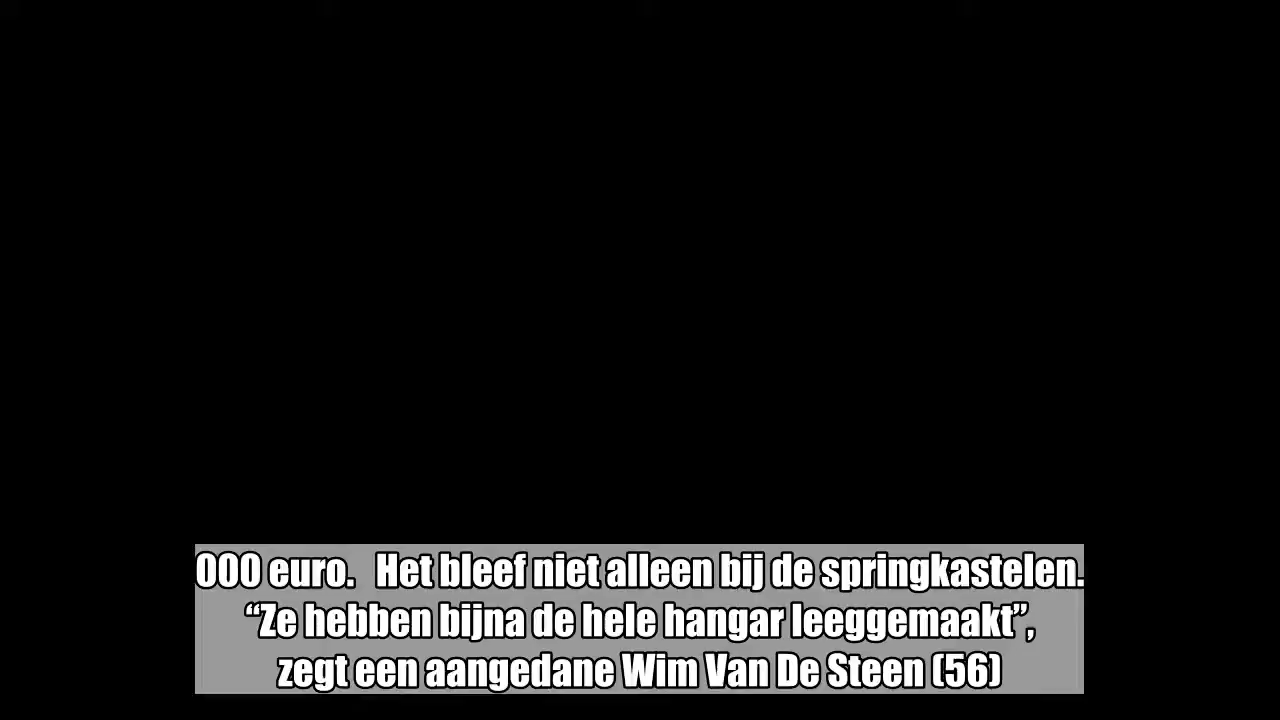 000 euro.   Het bleef niet alleen bij de springkastelen.
“Ze hebben bijna de hele hangar leeggemaakt”,
zegt een aangedane Wim Van De Steen (56)